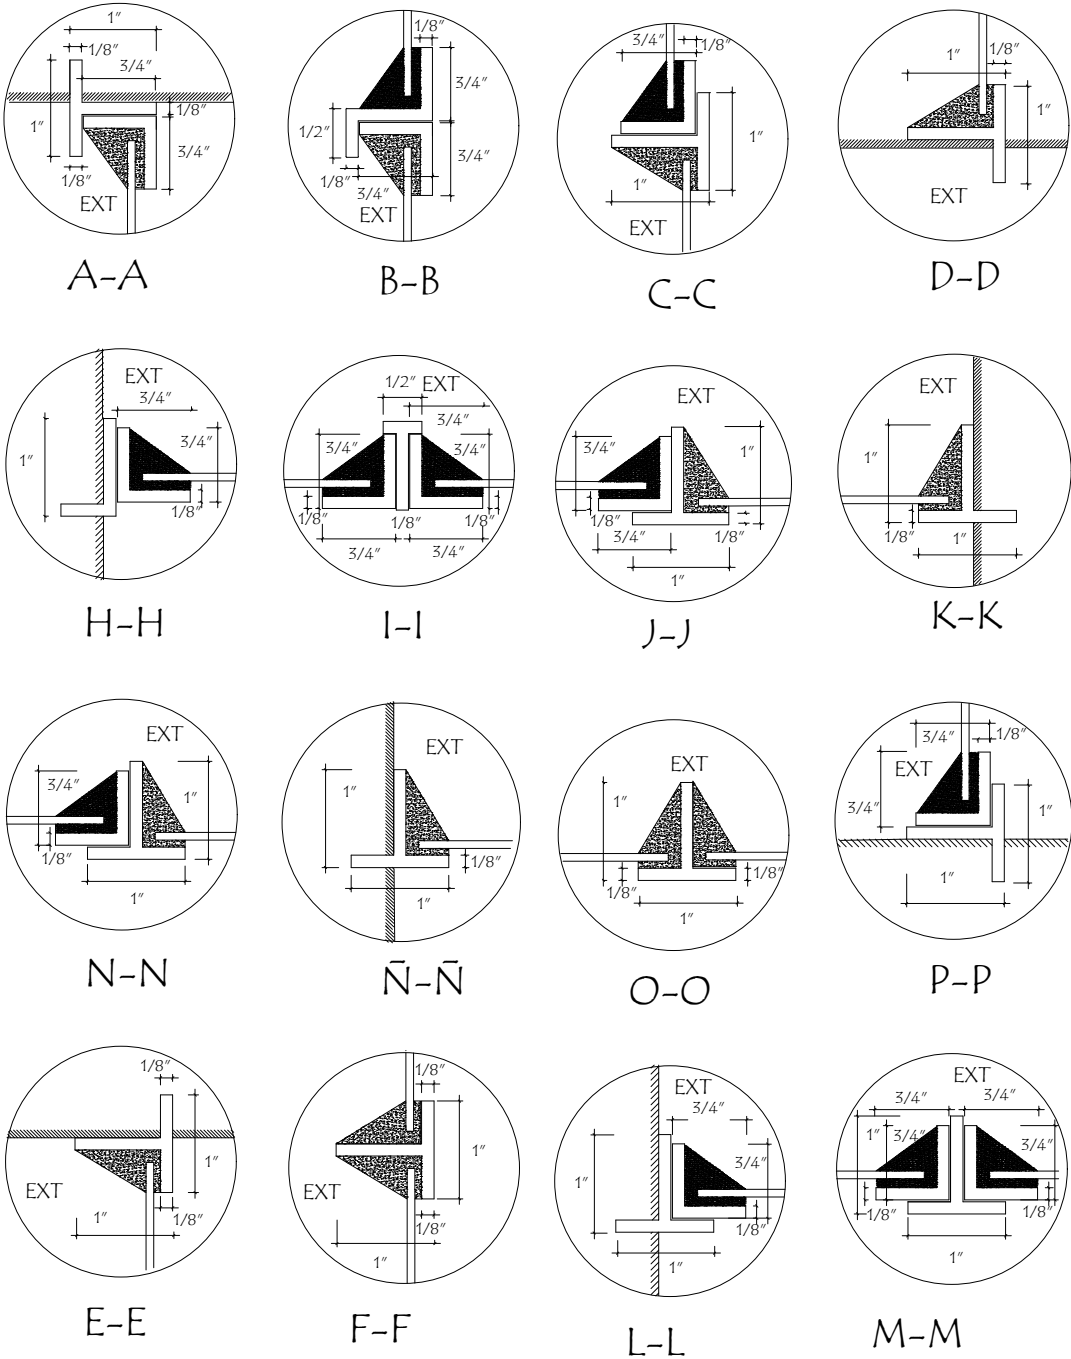 1"
1/8"
3/4"
1"
1/8"
3/4"
1/8"
EXT
A-A
1/8"
3/4"
1/2"
3/4"
1/8"
3/4"
EXT
B-B
3/4"
1/8"
1"
1"
EXT
C-C
1/8"
1"
1"
EXT
D-D
EXT
3/4"
3/4"
1"
1/8"
H-H
1/2" EXT
3/4"
3/4"
3/4"
1/8"
1/8"
1/8"
3/4"
3/4"
I-I
EXT
3/4"
1"
1/8"
1/8"
3/4"
1"
J-J
EXT
1"
1/8"
1"
K-K
EXT
3/4"
1"
1/8"
1"
N-N
EXT
1"
1/8"
1"
Ñ-Ñ
EXT
1"
1/8"
1/8"
1"
O-O
3/4"
1/8"
EXT
3/4"
1"
1"
P-P
1/8"
1"
EXT
1"
1/8"
E-E
1/8"
1"
EXT
1/8"
1"
F-F
EXT
3/4"
3/4"
1"
1/8"
1"
L-L
EXT
3/4"
3/4"
1"
3/4"
3/4"
1/8"
1/8"
1"
M-M